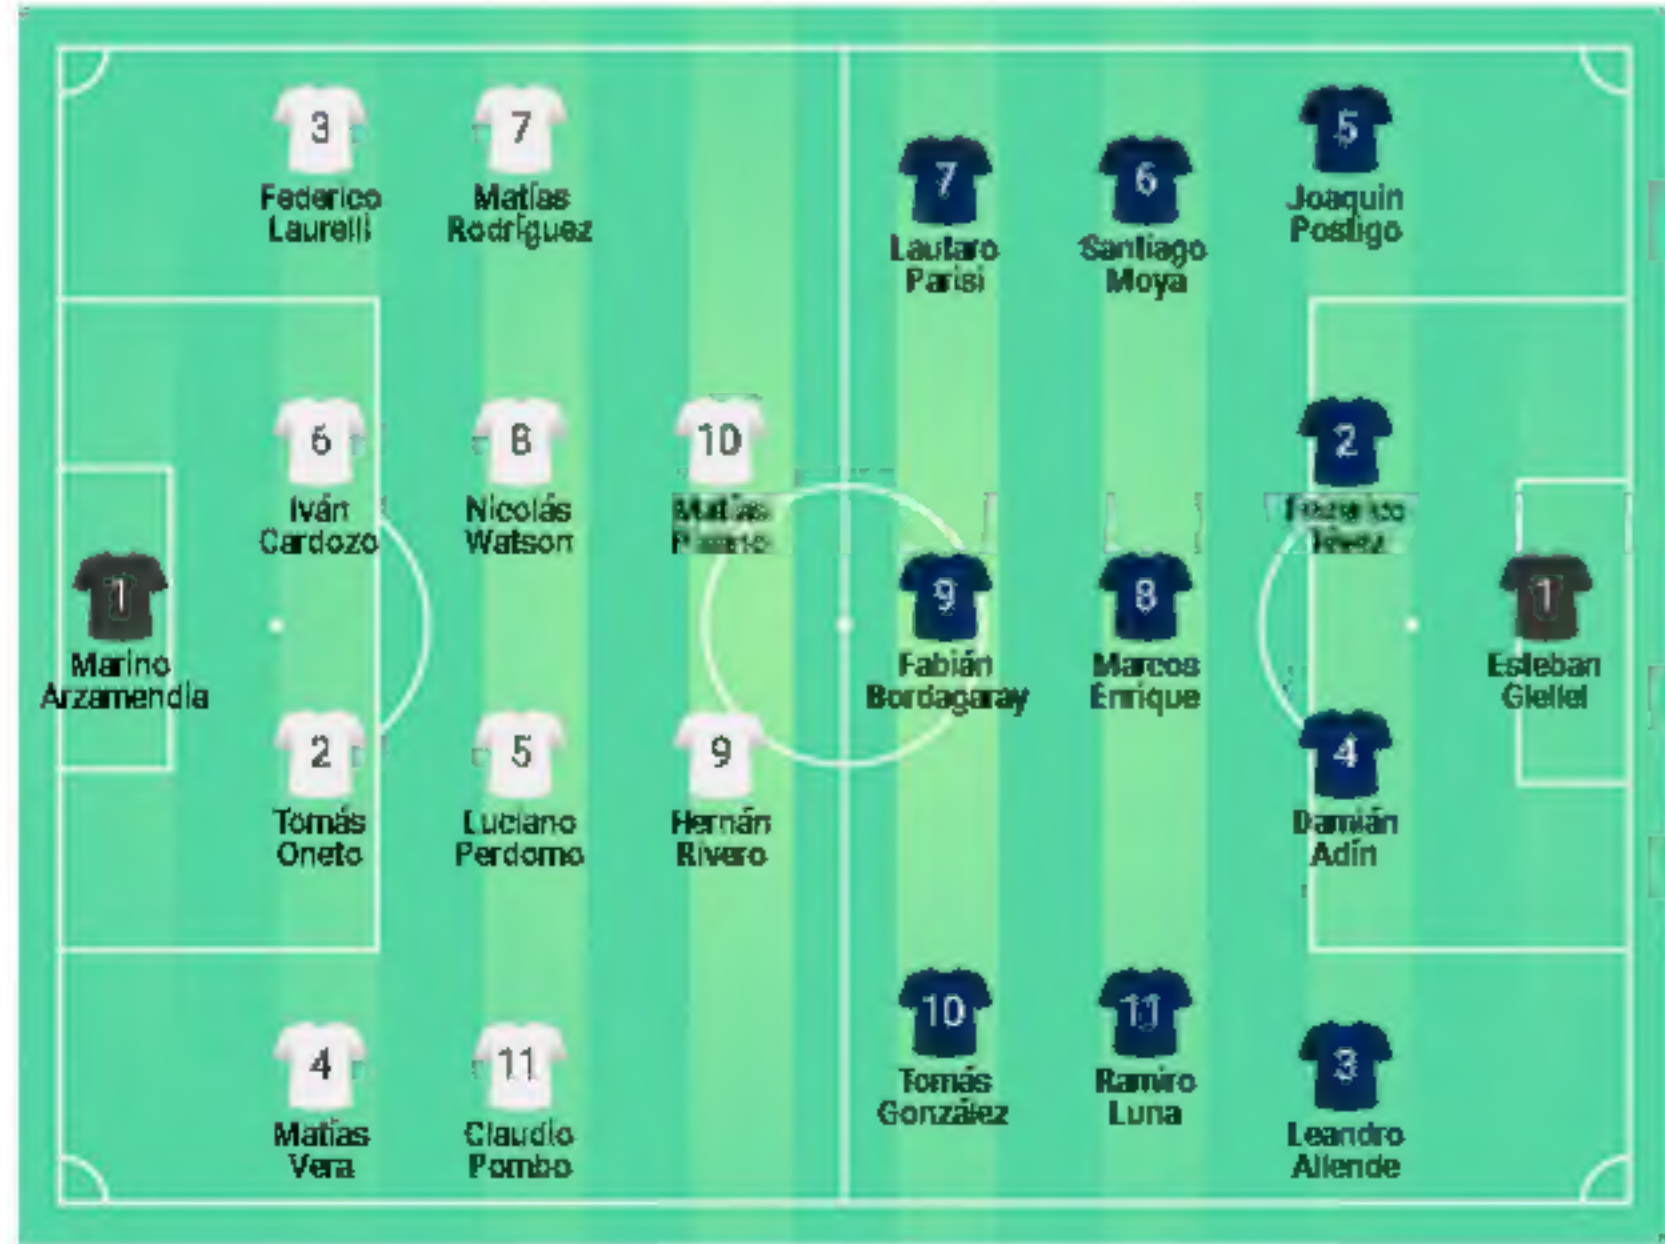 3
Federico
Laurelli
7
Matías
Rodríguez
7
Lautaro
Parisi
6
Santiago
Moya
5
Joaquin
Postigo
6
Iván
Cardozo
8
Nicolás
Watson
10
Matías
2
1
Marino
Arzamendia
9
Fabián
Bordagaray
8
Marcos
Enrique
1
Esteban
2
Tomás
Oneto
5
Luciano
Perdomo
9
Hernán
Rivero
4
Damián
Adín
4
Matías
Vera
11
Claudio
Pombo
10
Tomás
González
11
Ramiro
Luna
3
Leandro
Allende